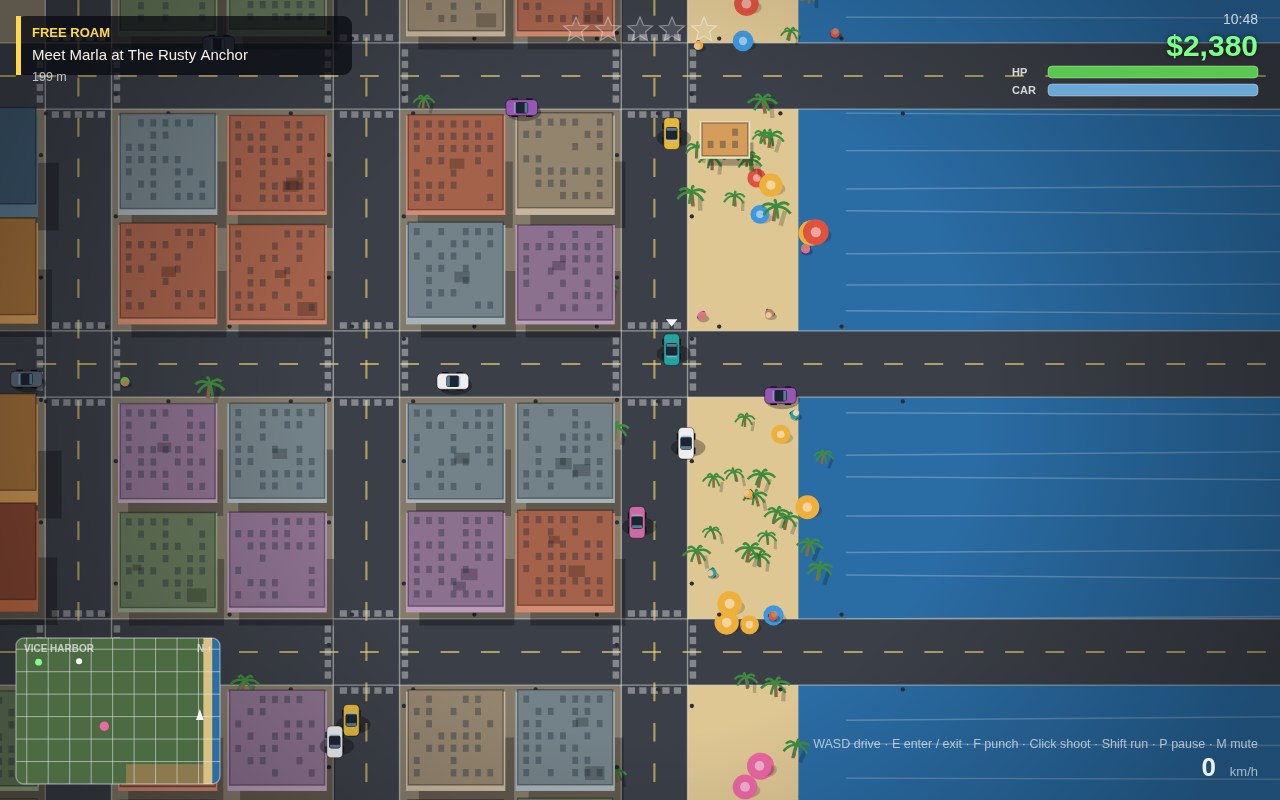 FREE ROAM
Meet Marla at The Rusty Anchor
199 m
10:48
$2,380
HP
CAR
VICE HARBOR
N
WASD drive · E enter / exit · F punch · Click shoot · Shift run · P pause · M mute
0 km/h